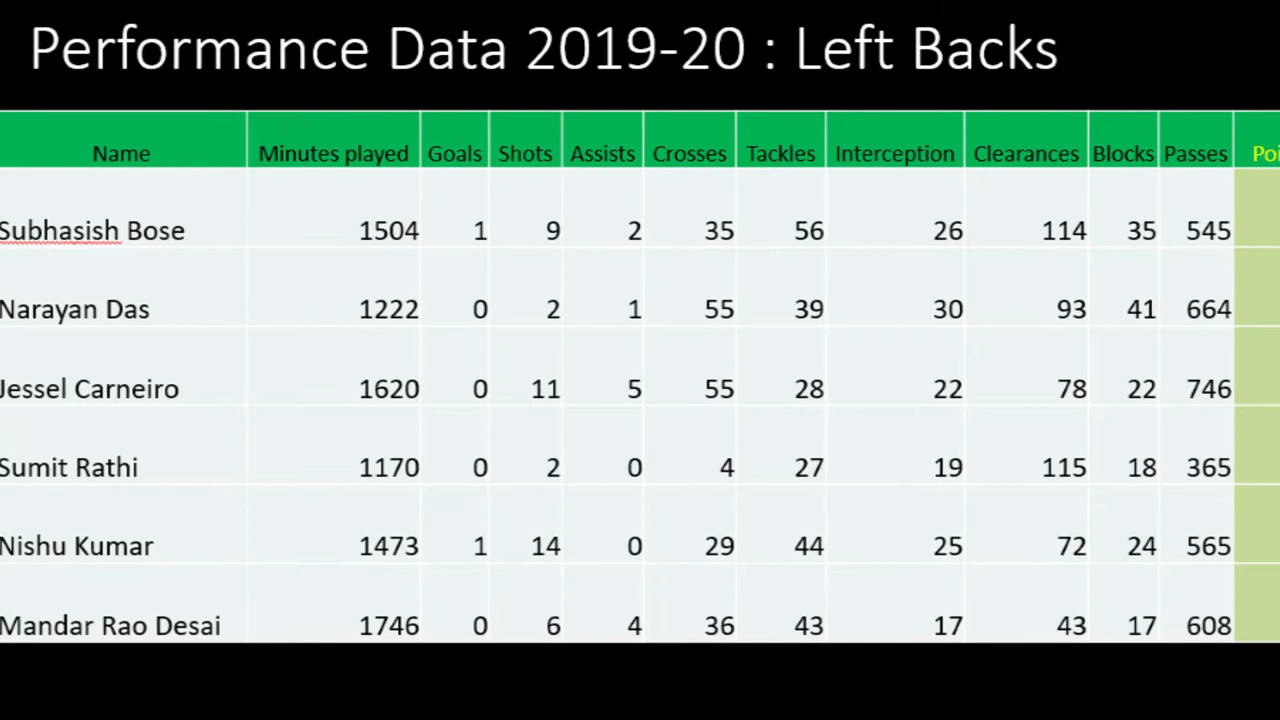 Performance Data 2019-20 : Left Backs
Name Minutes played Goals Shots Assists Crosses Tackles Interception Clearances Blocks Passes
Subhasish Bose 1504 1 9 2 35 56 26 114 35 545
Narayan Das 1222 0 2 1 55 39 30 93 41 664
Jessel Carneiro 1620 0 11 5 55 28 22 78 22 746
Sumit Rathi 1170 0 2 0 4 27 19 115 18 365
Nishu Kumar 1473 1 14 0 29 44 25 72 24 565
Mandar Rao Desai 1746 0 6 4 36 43 17 43 17 608